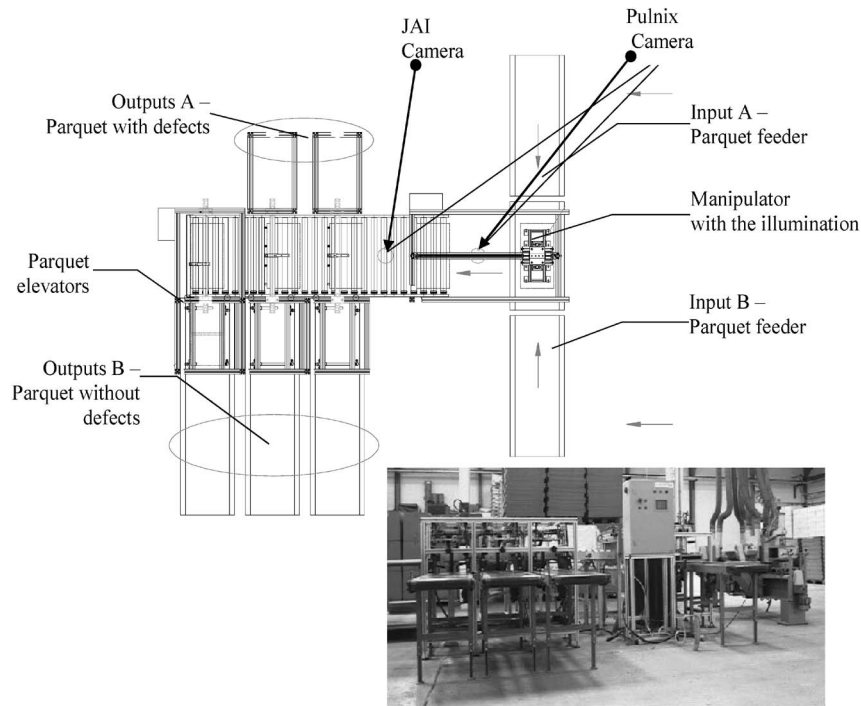 JAI
Camera
Pulnix
Camera
Outputs A –
Parquet with defects
Input A –
Parquet feeder
Manipulator
with the illumination
Parquet
elevators
Input B –
Parquet feeder
Outputs B –
Parquet without
defects